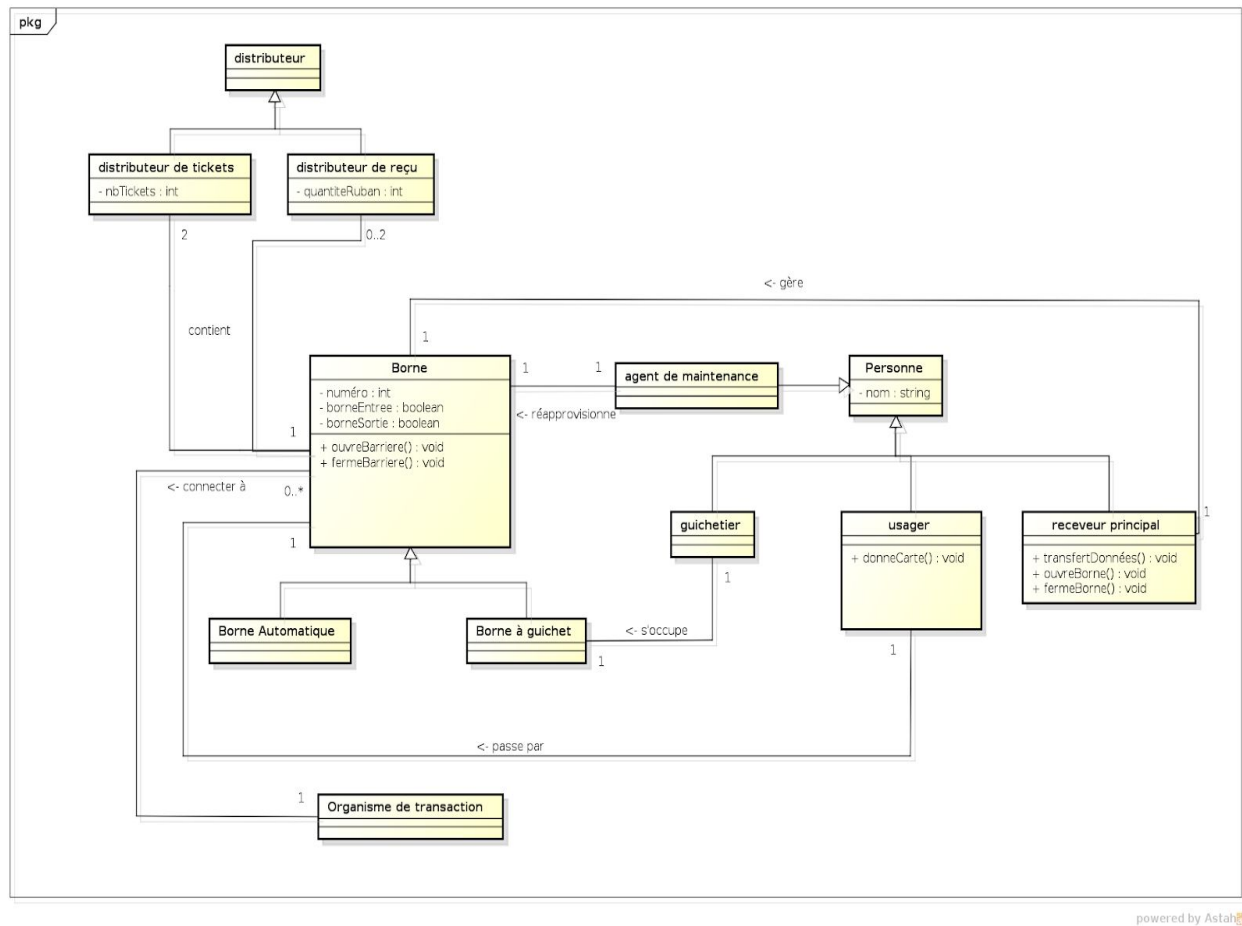 pkg
distributeur
distributeur de tickets
- nbTickets : int
distributeur de reçu
- quantiteRuban : int
2
0..2
<- gère
contient
1
Borne
- numéro : int
- borneEntree : boolean
- borneSortie : boolean
+ ouvreBarriere() : void
+ fermeBarriere() : void
1
1
agent de maintenance
<- réapprovisionne
Personne
- nom : string
1
<- connecter à
0..*
1
guichetier
1
usager
+ donneCarte() : void
1
receveur principal
+ transfertDonnées() : void
+ ouvreBorne() : void
+ fermeBorne() : void
1
Borne Automatique
Borne à guichet
<- s'occupe
1
<- passe par
1
Organisme de transaction
powered by Astah